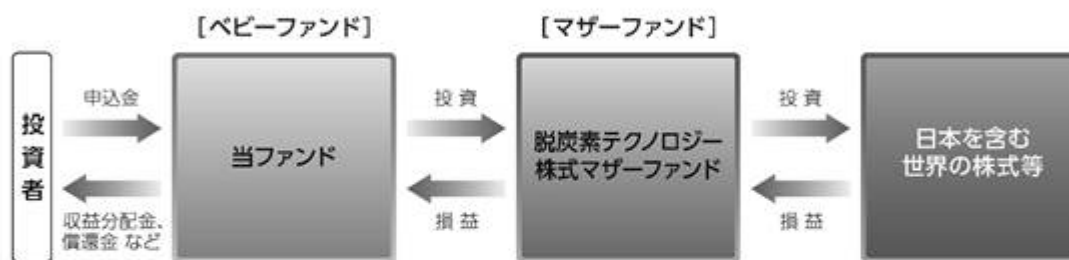 [ベビーファンド]
[マザーファンド]
投資者
申込金
収益分配金、
償還金 など
当ファンド
投資
損益
脱炭素テクノロジー
株式マザーファンド
投資
損益
日本を含む
世界の株式等